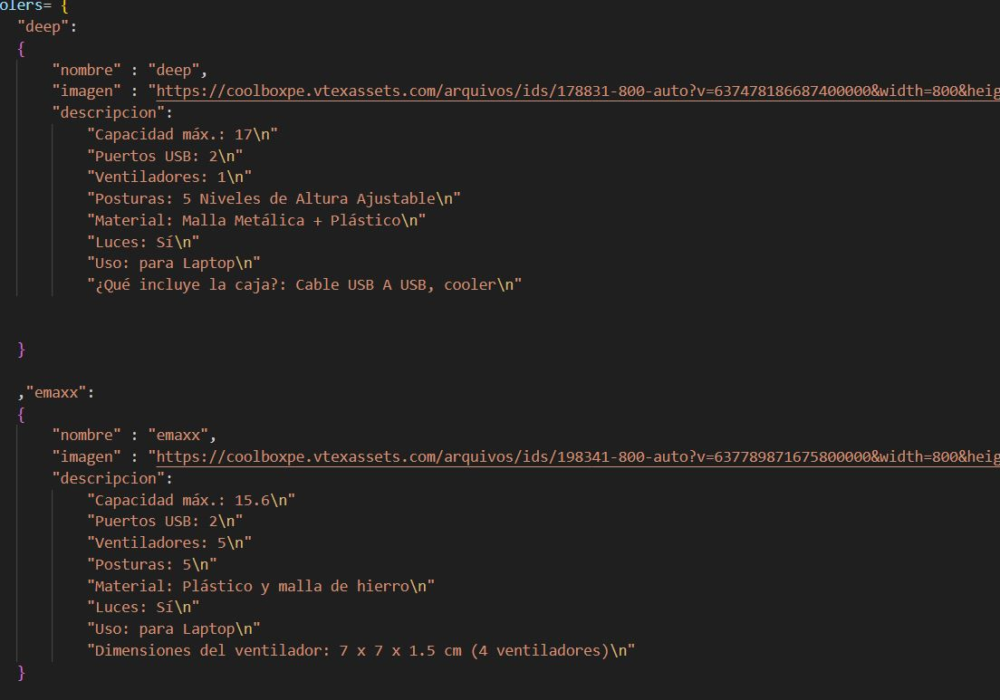 olers= {
"deep":
{
"nombre" : "deep",
"imagen" : "https://coolboxpe.vtexassets.com/arquivos/ids/178831-800-auto?v=637478186687400000&width=800&heig
"descripcion":
"Capacidad máx.: 17\n"
"Puertos USB: 2\n"
"Ventiladores: 1\n"
"Posturas: 5 Niveles de Altura Ajustable\n"
"Material: Malla Metálica + Plástico\n"
"Luces: Sí\n"
"Uso: para Laptop\n"
"¿Qué incluye la caja?: Cable USB A USB, cooler\n"
}
,"emaxx":
{
"nombre" : "emaxx",
"imagen" : "https://coolboxpe.vtexassets.com/arquivos/ids/198341-800-auto?v=637789871675800000&width=800&heig
"descripcion":
"Capacidad máx.: 15.6\n"
"Puertos USB: 2\n"
"Ventiladores: 5\n"
"Posturas: 5\n"
"Material: Plástico y malla de hierro\n"
"Luces: Sí\n"
"Uso: para Laptop\n"
"Dimensiones del ventilador: 7 x 7 x 1.5 cm (4 ventiladores)\n"
}